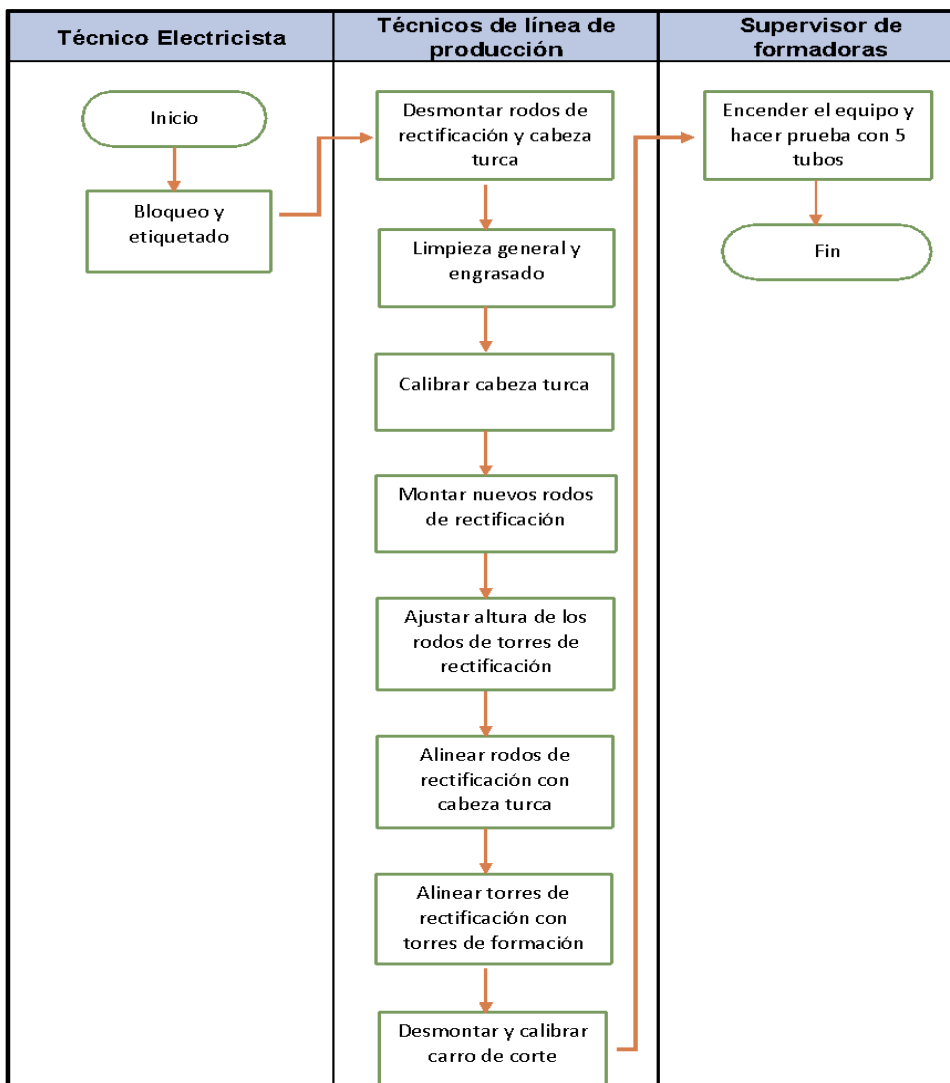 Técnico Electricista
Técnicos de línea de
producción
Supervisor de
formadoras
Inicio
Bloqueo y
etiquetado
Desmontar rodos de
rectificación y cabeza
turca
Limpieza general y
engrasado
Calibrar cabeza turca
Montar nuevos rodos
de rectificación
Ajustar altura de los
rodos de torres de
rectificación
Alinear rodos de
rectificación con
cabeza turca
Alinear torres de
rectificación con
torres de formación
Desmontar y calibrar
carro de corte
Encender el equipo y
hacer prueba con 5
tubos
Fin